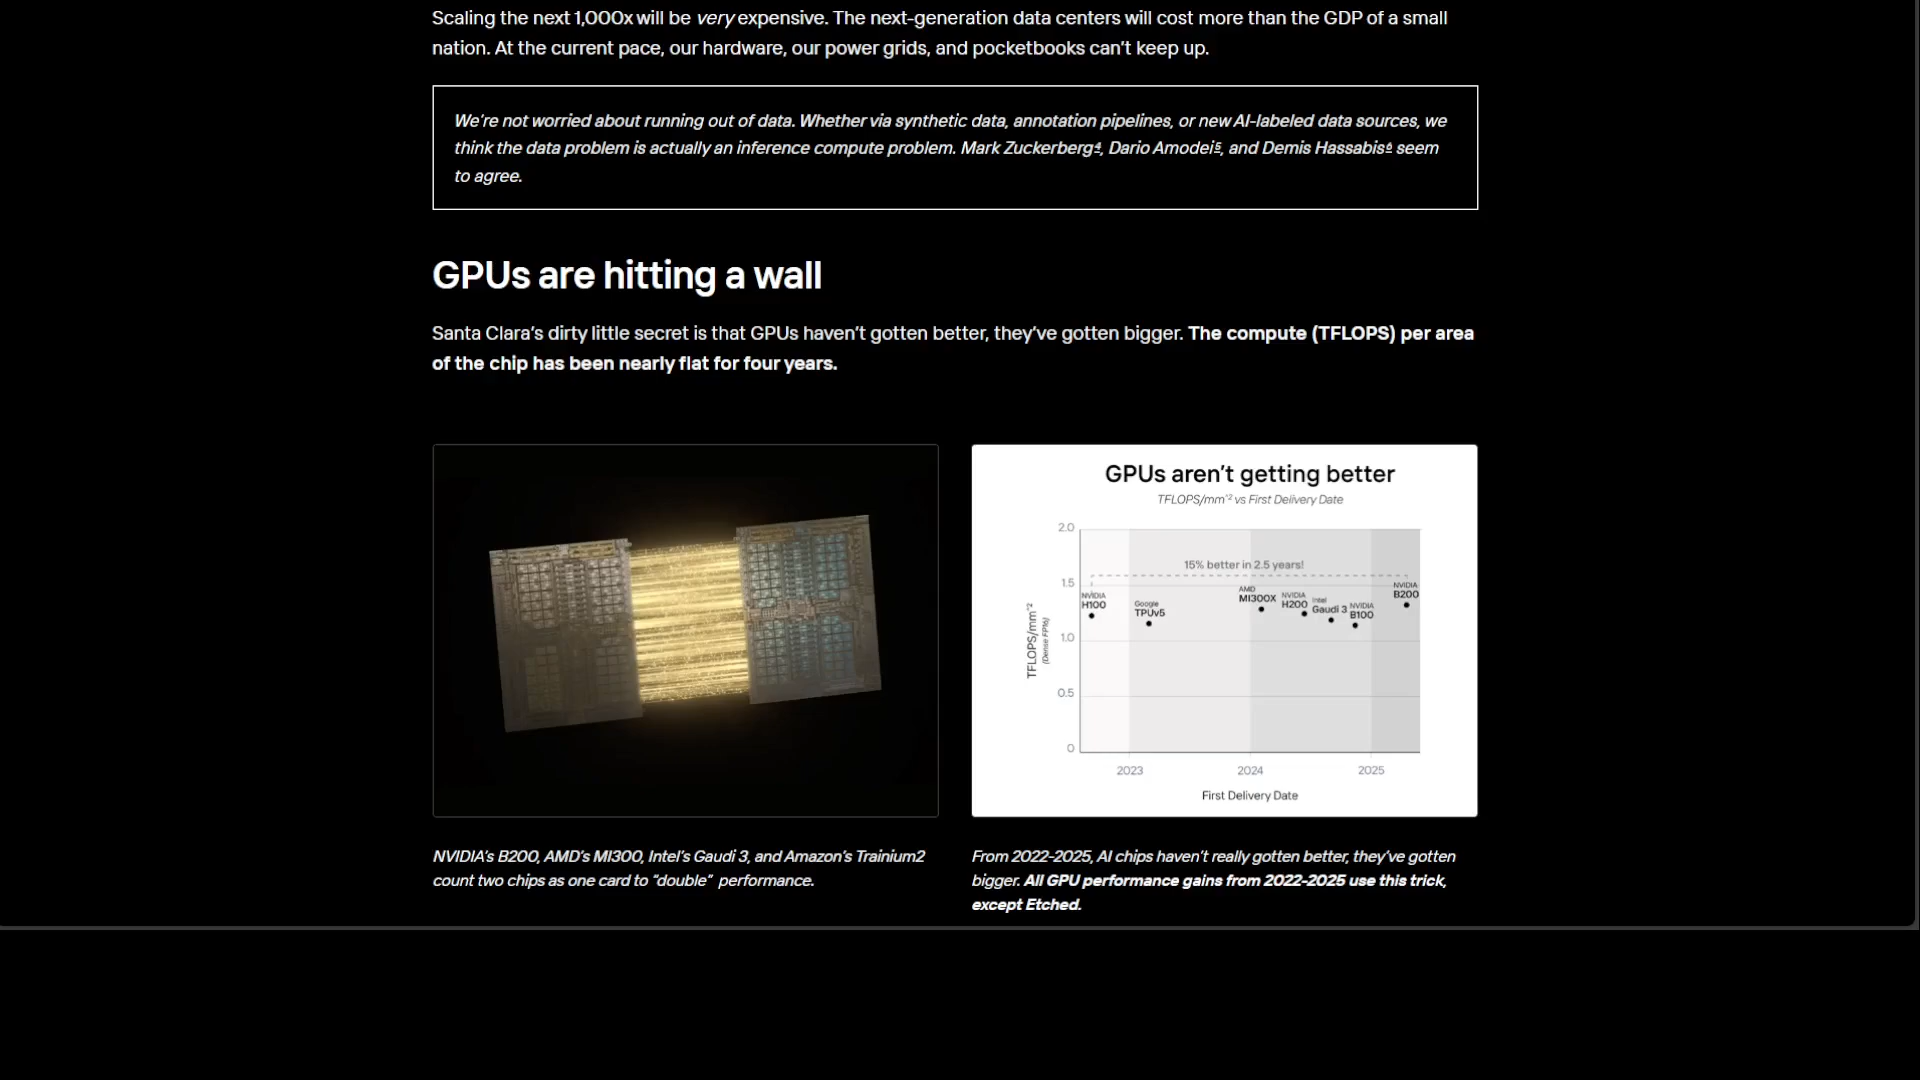 Scaling the next 1,000x will be very expensive. The next-generation data centers will cost more than the GDP of a small
nation. At the current pace, our hardware, our power grids, and pocketbooks can't keep up.
We're not worried about running out of data. Whether via synthetic data, annotation pipelines, or new AI-labeled data sources, we
think the data problem is actually an inference compute problem. Mark Zuckerberg⁴, Dario Amodei⁵, and Demis Hassabis⁶ seem
to agree.
GPUs are hitting a wall
Santa Clara's dirty little secret is that GPUs haven't gotten better, they've gotten bigger. The compute (TFLOPS) per area
of the chip has been nearly flat for four years.
NVIDIA's B200, AMD's MI300, Intel's Gaudi 3, and Amazon's Trainium2
count two chips as one card to “double” performance.
GPUs aren't getting better
TFLOPS/mm^2 vs First Delivery Date
2.0
15% better in 2.5 years!
1.5
NVIDIA
H100
Google
TPUv5
AMD
MI300X
NVIDIA
H200
Intel
Gaudi 3
NVIDIA
B100
NVIDIA
B200
TFLOPS/mm^2
(Dense FP16)
1.0
0.5
0
2023
2024
2025
First Delivery Date
From 2022-2025, AI chips haven't really gotten better, they've gotten
bigger. All GPU performance gains from 2022-2025 use this trick,
except Etched.